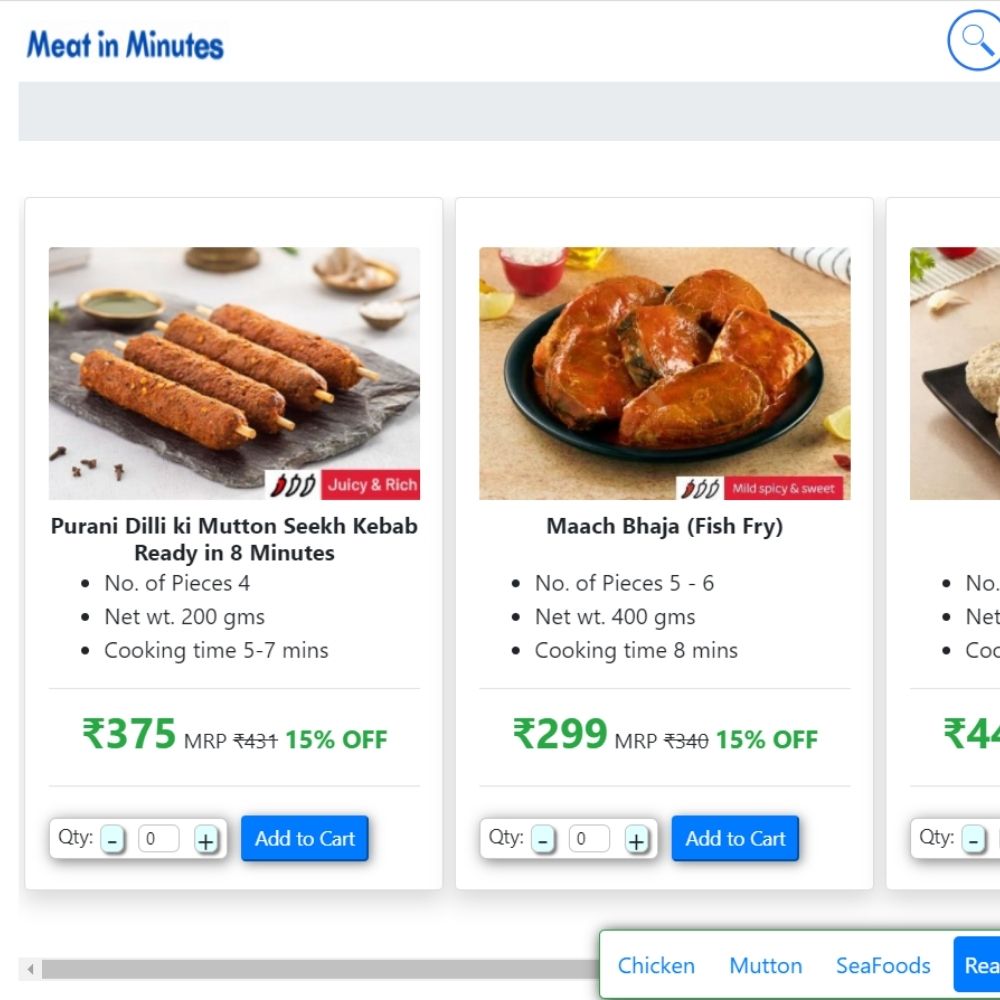 Meat in Minutes
Juicy & Rich
Purani Dilli ki Mutton Seekh Kebab
Ready in 8 Minutes
No. of Pieces 4
Net wt. 200 gms
Cooking time 5-7 mins
₹375 MRP ₹431 15% OFF
Qty: - 0 + Add to Cart
Mild spicy & sweet
Maach Bhaja (Fish Fry)
No. of Pieces 5 - 6
Net wt. 400 gms
Cooking time 8 mins
₹299 MRP ₹340 15% OFF
Qty: - 0 + Add to Cart
No.
Net
₹44
Qty: -
Chicken Mutton SeaFoods